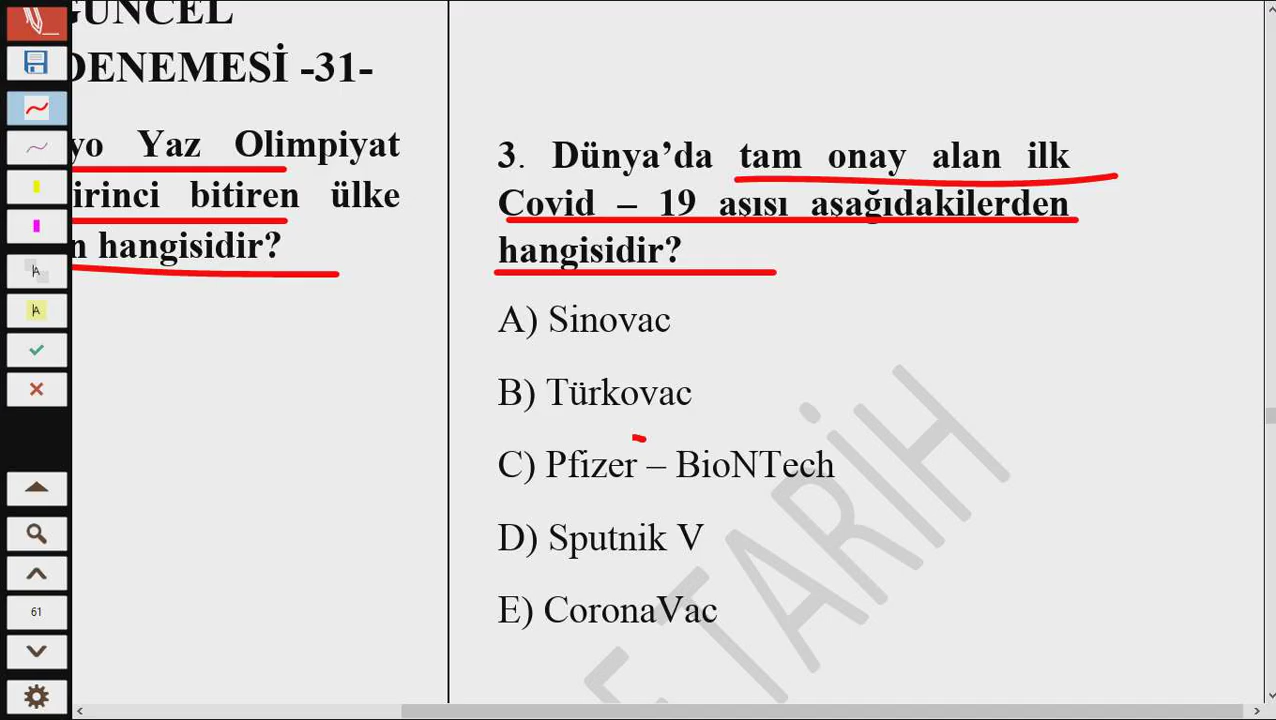 GÜNCEL
DENEMESİ -31-
yo Yaz Olimpiyat
irinci bitiren ülke
n hangisidir?
3. Dünya’da tam onay alan ilk
Covid – 19 aşısı aşağıdakilerden
hangisidir?
A) Sinovac
B) Türkovac
C) Pfizer – BioNTech
D) Sputnik V
E) CoronaVac
E TARİH
61